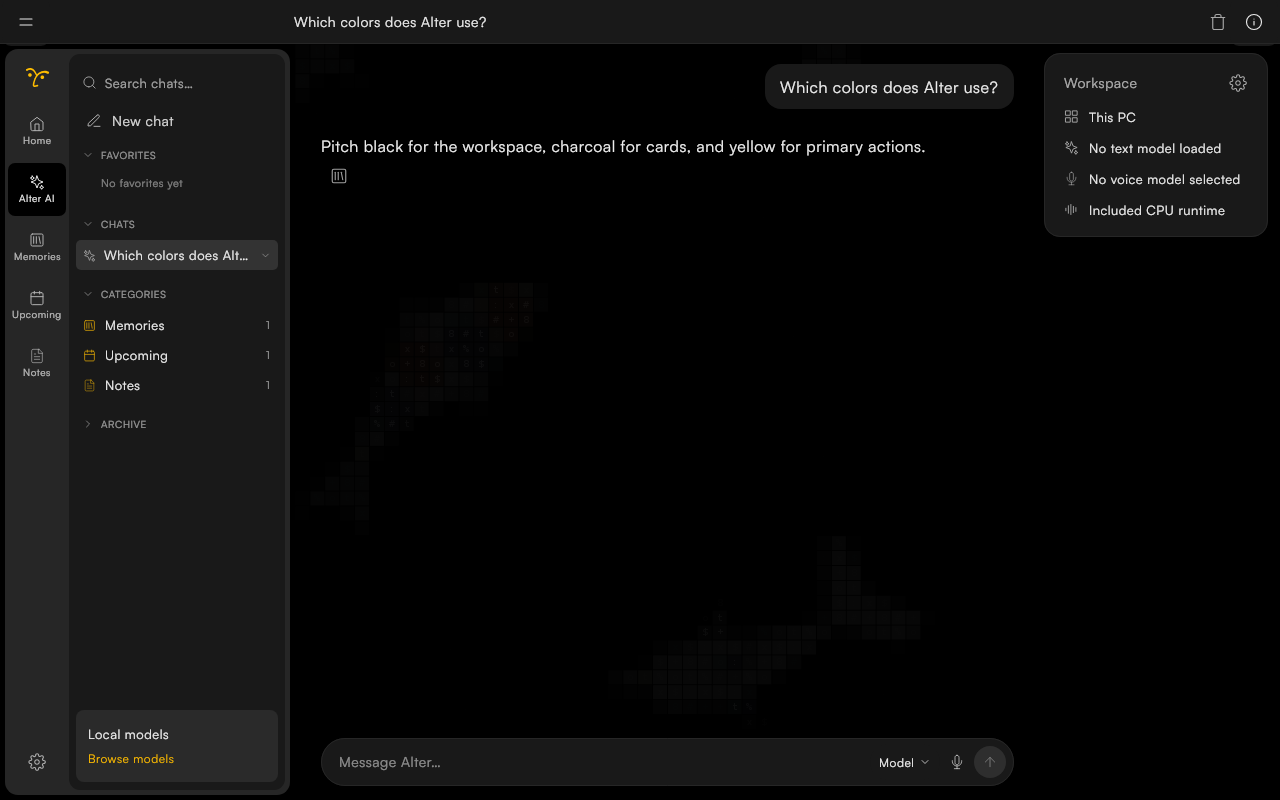 Which colors does Alter use?
Search chats...
New chat
FAVORITES
No favorites yet
CHATS
Which colors does Alt...
CATEGORIES
Memories 1
Upcoming 1
Notes 1
ARCHIVE
Local models
Browse models
Home
Alter AI
Memories
Upcoming
Notes
Which colors does Alter use?
Pitch black for the workspace, charcoal for cards, and yellow for primary actions.
Message Alter...
Model
Workspace
This PC
No text model loaded
No voice model selected
Included CPU runtime